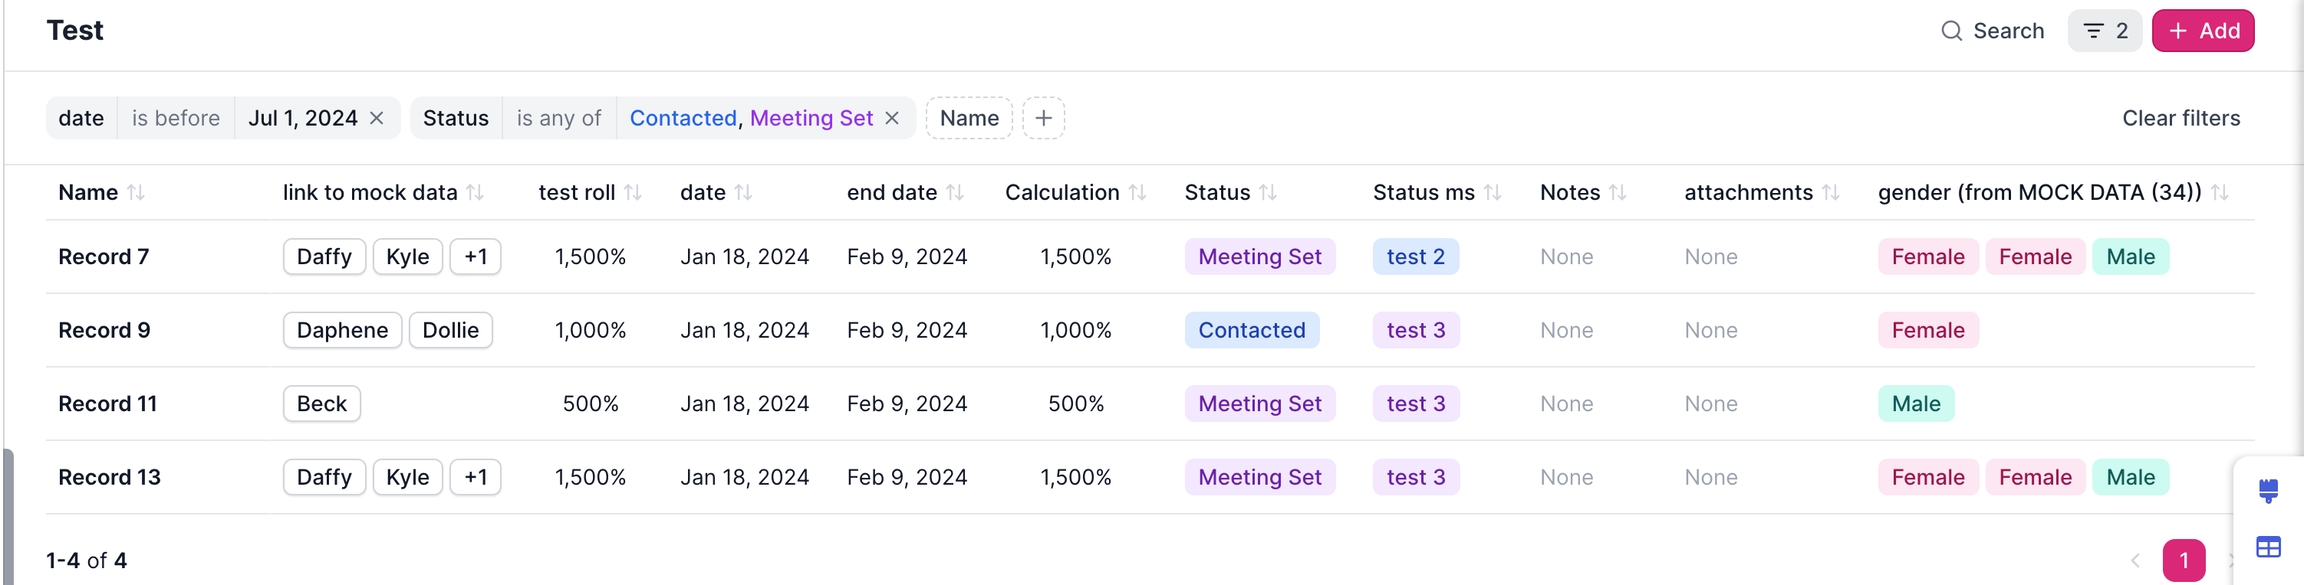 Test
Search 2 + Add
date is before Jul 1, 2024 × Status is any of Contacted, Meeting Set × Name + Clear filters
Name link to mock data test roll date end date Calculation Status Status ms Notes attachments gender (from MOCK DATA (34))
Record 7 Daffy Kyle +1 1,500% Jan 18, 2024 Feb 9, 2024 1,500% Meeting Set test 2 None None Female Female Male
Record 9 Daphene Dollie 1,000% Jan 18, 2024 Feb 9, 2024 1,000% Contacted test 3 None None Female
Record 11 Beck 500% Jan 18, 2024 Feb 9, 2024 500% Meeting Set test 3 None None Male
Record 13 Daffy Kyle +1 1,500% Jan 18, 2024 Feb 9, 2024 1,500% Meeting Set test 3 None None Female Female Male
1-4 of 4 1